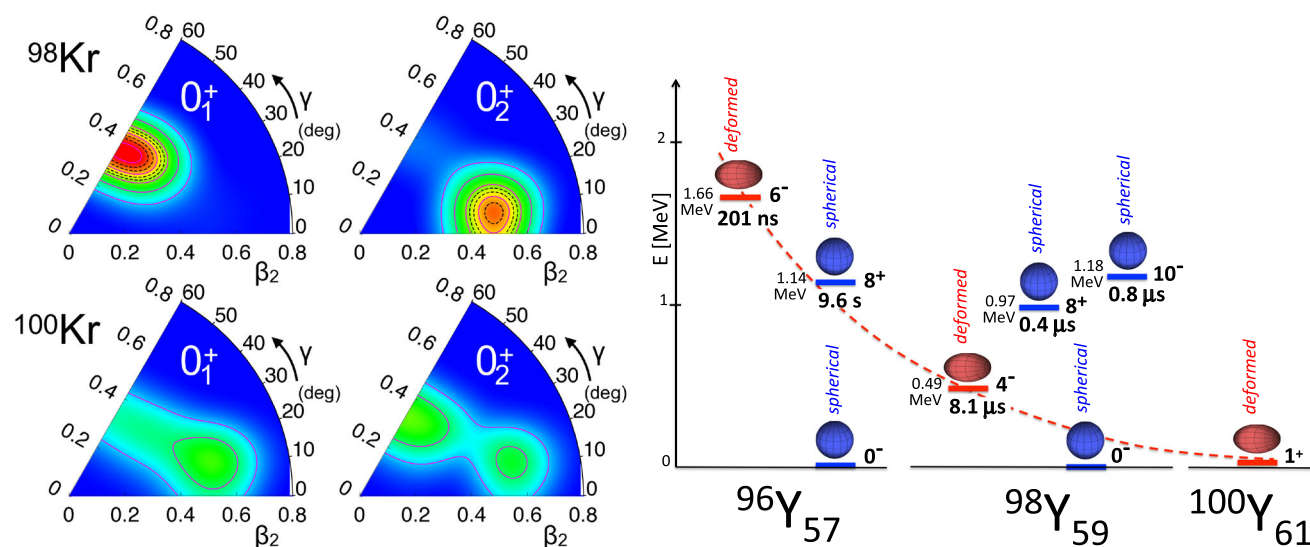 ⁹⁸Kr
0₁⁺
0 0.2 0.4 0.6 0.8
0 10 20 30 40 50 60
γ
(deg)
0 0.2 0.4 0.6 0.8
β₂
0₂⁺
0 0.2 0.4 0.6 0.8
0 10 20 30 40 50 60
γ
(deg)
0 0.2 0.4 0.6 0.8
β₂
¹⁰⁰Kr
0₁⁺
0 0.2 0.4 0.6 0.8
0 10 20 30 40 50 60
γ
(deg)
0 0.2 0.4 0.6 0.8
β₂
0₂⁺
0 0.2 0.4 0.6 0.8
0 10 20 30 40 50 60
γ
(deg)
0 0.2 0.4 0.6 0.8
β₂
E [MeV]
2
1
0
deformed
1.66
MeV
6⁻
201 ns
spherical
1.14
MeV
8⁺
9.6 s
spherical
0⁻
⁹⁶Y₅₇
deformed
0.49
MeV
4⁻
8.1 μs
spherical
0.97
MeV
8⁺
0.4 μs
spherical
1.18
MeV
10⁻
0.8 μs
spherical
0⁻
⁹⁸Y₅₉
deformed
1⁺
¹⁰⁰Y₆₁